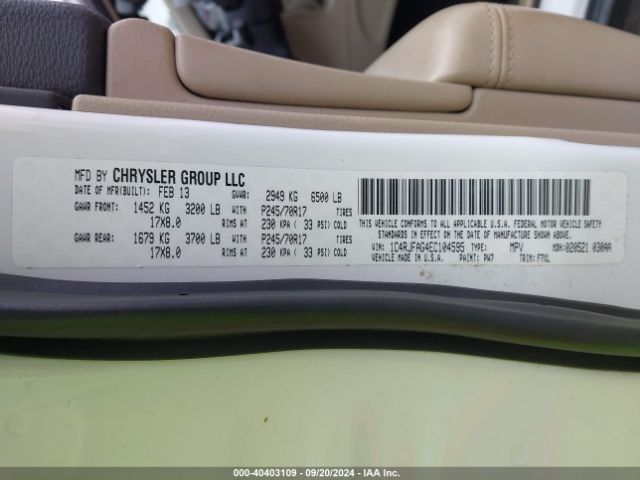 MFD BY CHRYSLER GROUP LLC
DATE OF MFR(BUILT): FEB 13 GVWR: 2949 KG 6500 LB
GAWR FRONT: 1452 KG 3200 LB WITH P245/70R17 TIRES
17X8.0 RIMS AT 230 KPA ( 33 PSI) COLD
GAWR REAR: 1679 KG 3700 LB WITH P245/70R17 TIRES
17X8.0 RIMS AT 230 KPA ( 33 PSI) COLD
THIS VEHICLE CONFORMS TO ALL APPLICABLE U.S.A. FEDERAL MOTOR VEHICLE SAFETY
STANDARDS IN EFFECT ON THE DATE OF MANUFACTURE SHOWN ABOVE.
VIN: 1C4RJFAG4EC104595 TYPE: MPV MDH: 020521 030AA
VEHICLE MADE IN U.S.A. PAINT: PW7 TRIM: FTXL
000-40403109 - 09/20/2024 - IAA Inc.